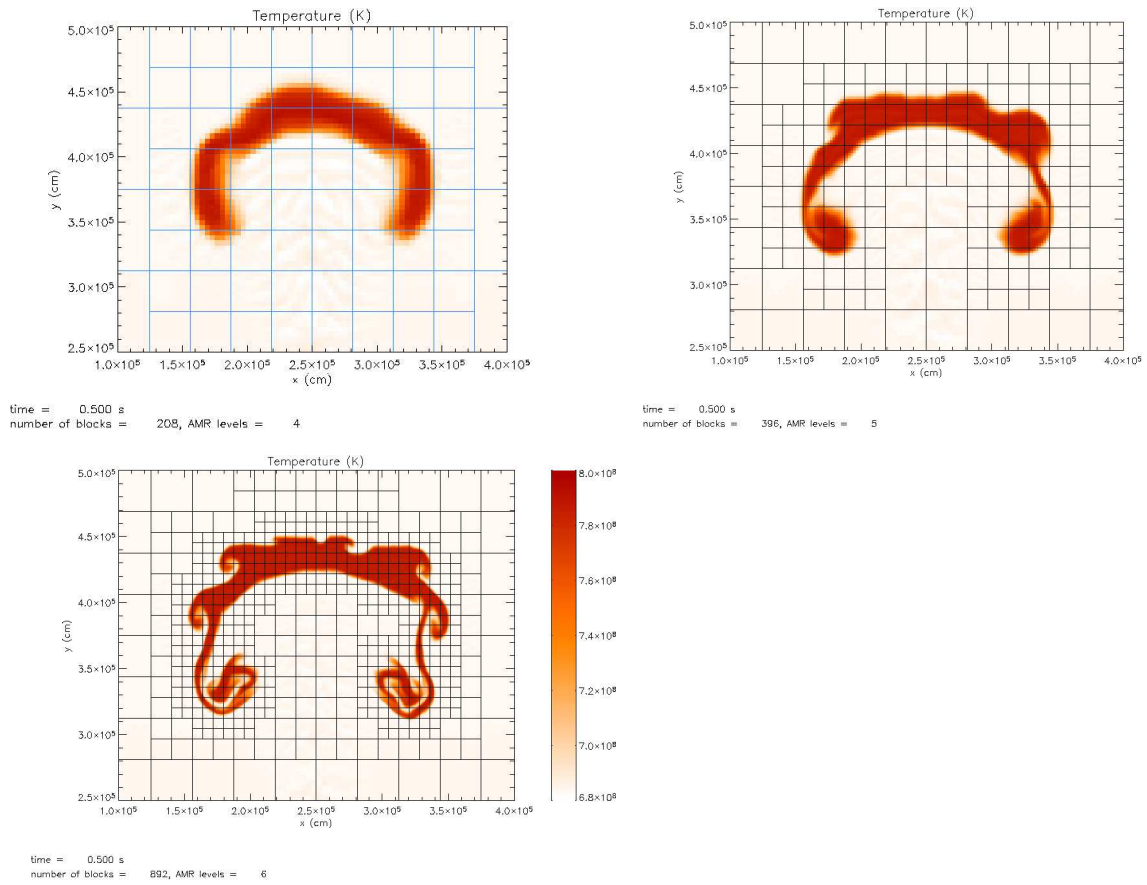 Temperature (K)
5.0×10⁵
4.5×10⁵
4.0×10⁵
3.5×10⁵
3.0×10⁵
2.5×10⁵
y (cm)
1.0×10⁵ 1.5×10⁵ 2.0×10⁵ 2.5×10⁵ 3.0×10⁵ 3.5×10⁵ 4.0×10⁵
x (cm)
time = 0.500 s
number of blocks = 208, AMR levels = 4
Temperature (K)
5.0×10⁵
4.5×10⁵
4.0×10⁵
3.5×10⁵
3.0×10⁵
2.5×10⁵
y (cm)
1.0×10⁵ 1.5×10⁵ 2.0×10⁵ 2.5×10⁵ 3.0×10⁵ 3.5×10⁵ 4.0×10⁵
x (cm)
time = 0.500 s
number of blocks = 396, AMR levels = 5
Temperature (K)
5.0×10⁵
4.5×10⁵
4.0×10⁵
3.5×10⁵
3.0×10⁵
2.5×10⁵
y (cm)
1.0×10⁵ 1.5×10⁵ 2.0×10⁵ 2.5×10⁵ 3.0×10⁵ 3.5×10⁵ 4.0×10⁵
x (cm)
8.0×10⁸
7.8×10⁸
7.6×10⁸
7.4×10⁸
7.2×10⁸
7.0×10⁸
6.8×10⁸
time = 0.500 s
number of blocks = 892, AMR levels = 6